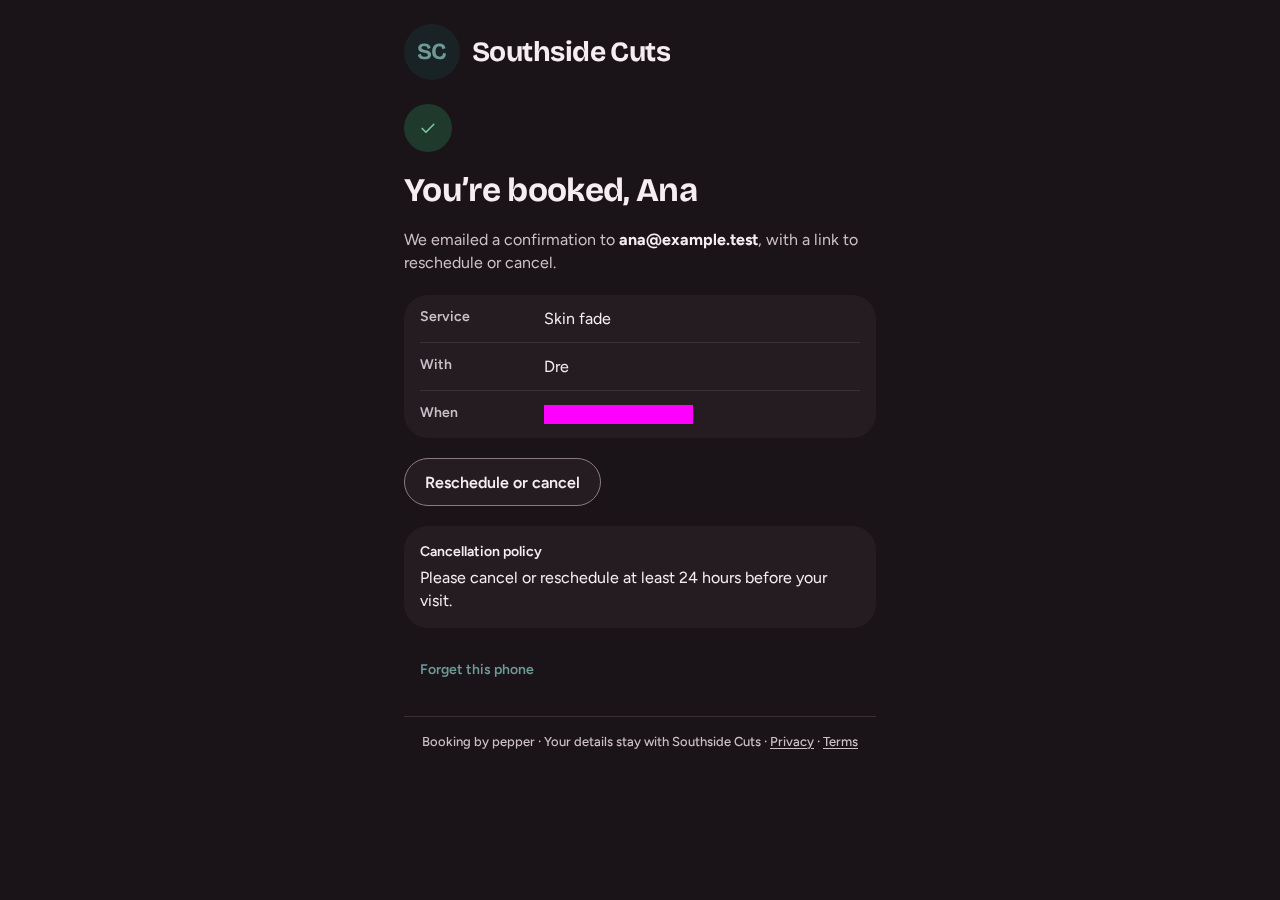 SC
Southside Cuts
You’re booked, Ana
We emailed a confirmation to ana@example.test, with a link to
reschedule or cancel.
Service
Skin fade
With
Dre
When
Reschedule or cancel
Cancellation policy
Please cancel or reschedule at least 24 hours before your
visit.
Forget this phone
Booking by pepper · Your details stay with Southside Cuts · Privacy · Terms